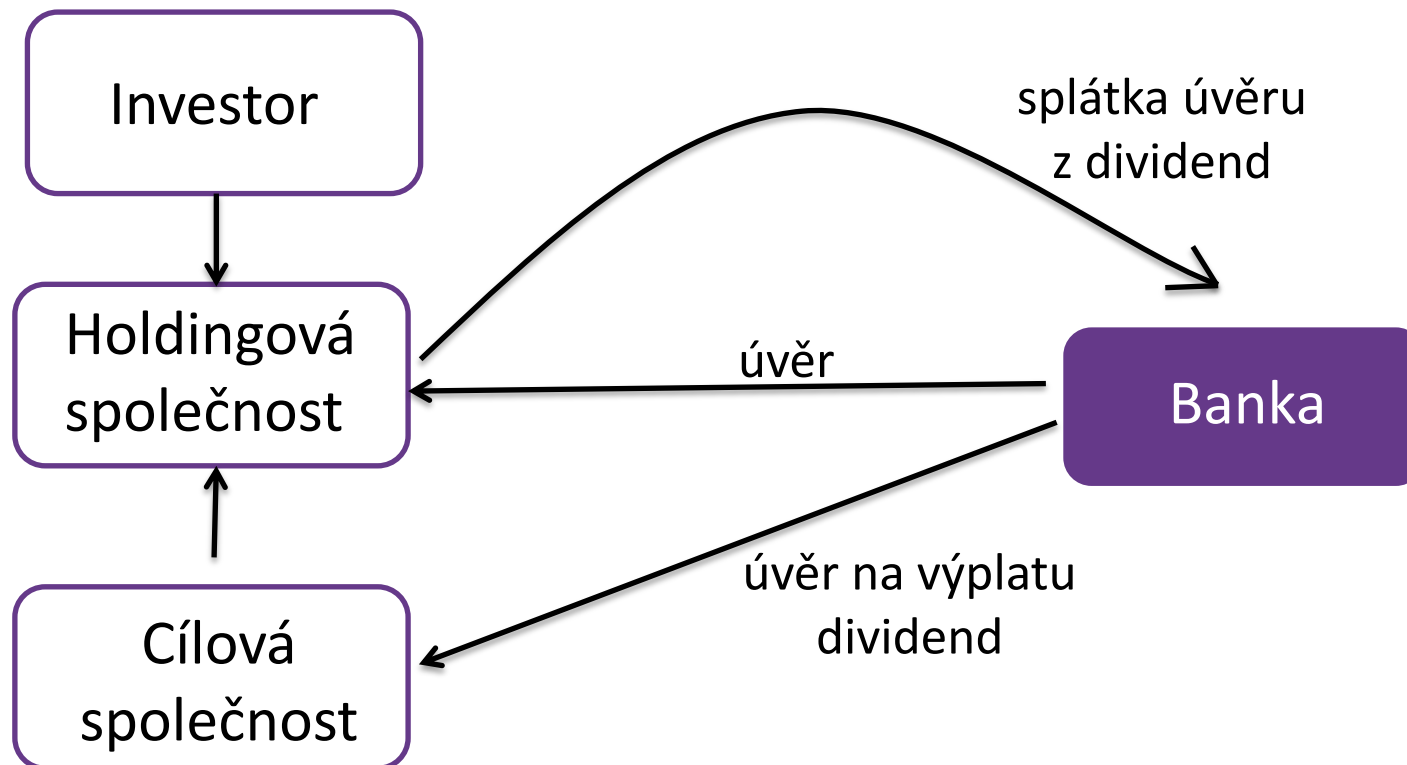 Investor
splátka úvěru
z dividend
Holdingová
společnost
úvěr
Banka
úvěr na výplatu
dividend
Cílová
společnost